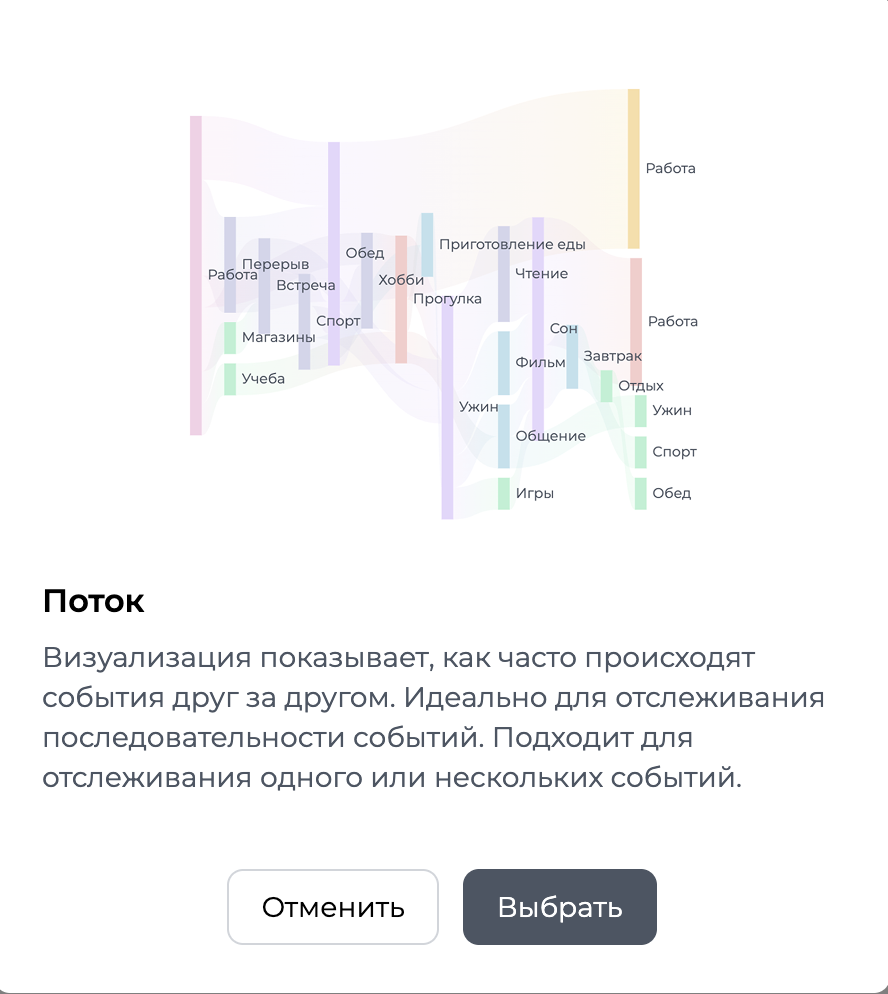 Работа
Приготовление еды
Обед
Перерыв
Работа
Чтение
Хобби
Встреча
Прогулка
Спорт
Работа
Сон
Магазины
Завтрак
Фильм
Учеба
Отдых
Ужин
Ужин
Общение
Спорт
Игры
Обед
Поток
Визуализация показывает, как часто происходят
события друг за другом. Идеально для отслеживания
последовательности событий. Подходит для
отслеживания одного или нескольких событий.
Отменить
Выбрать